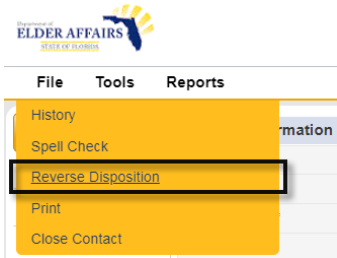 Department of
ELDER AFFAIRS
STATE OF FLORIDA
File Tools Reports
History
rmation
Spell Check
Reverse Disposition
Print
Close Contact